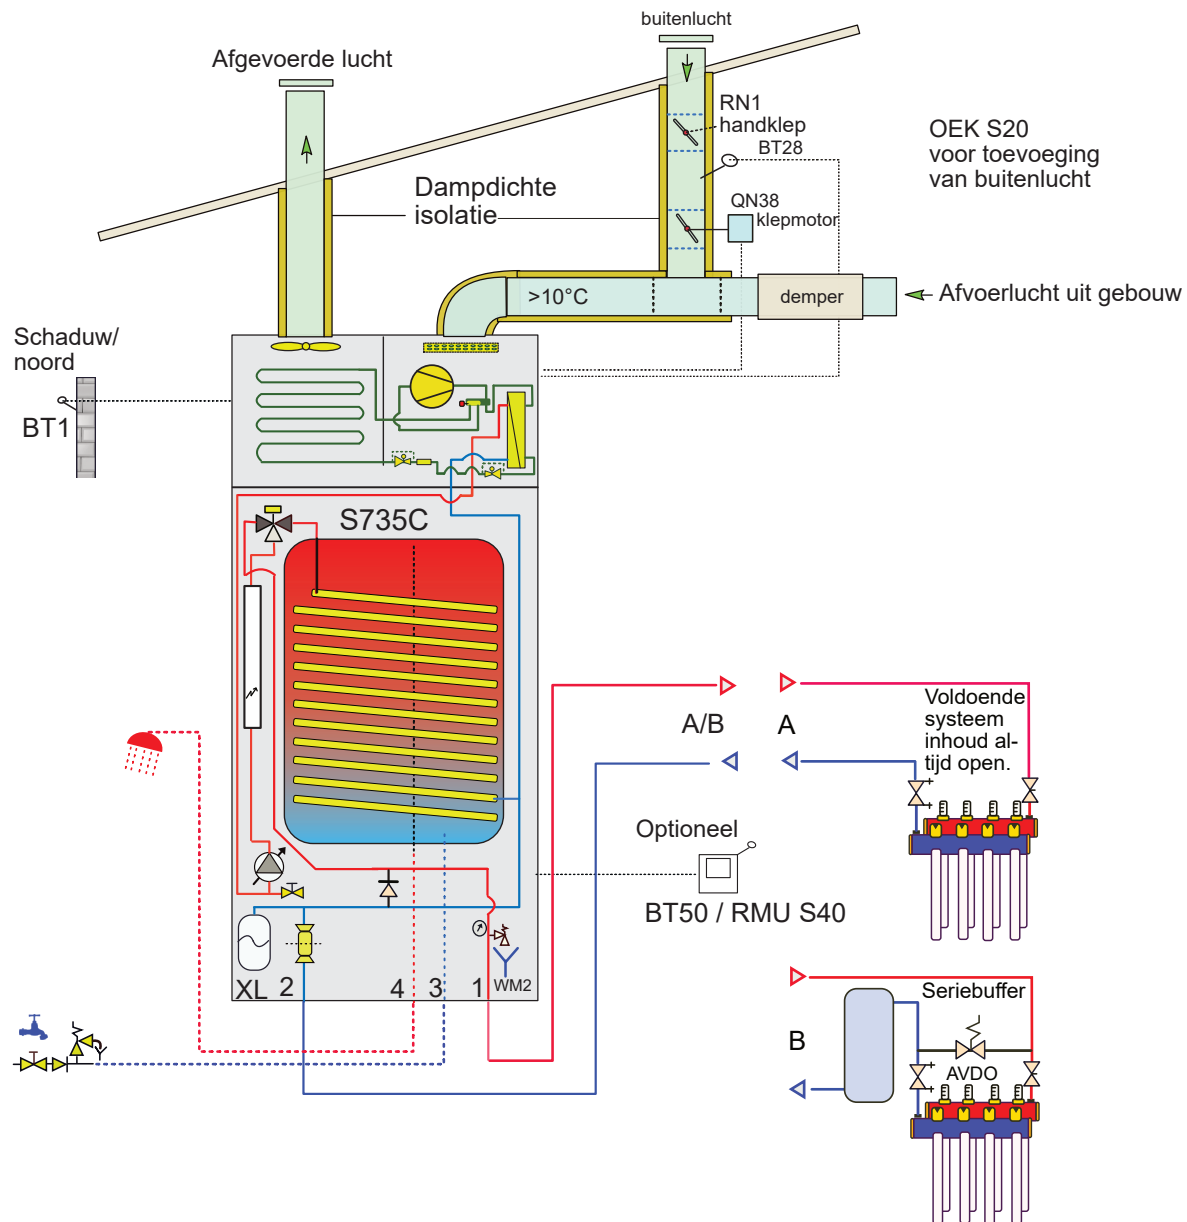 buitenlucht
Afgevoerde lucht
RN1
handklep
BT28
OEK S20
voor toevoeging
van buitenlucht
Dampdichte
isolatie
QN38
klepmotor
>10°C
demper
Afvoerlucht uit gebouw
Schaduw/
noord
BT1
S735C
A/B
A
Voldoende
systeem
inhoud al-
tijd open.
Optioneel
BT50 / RMU S40
XL
2
4
3
1
WM2
Seriebuffer
B
AVDO